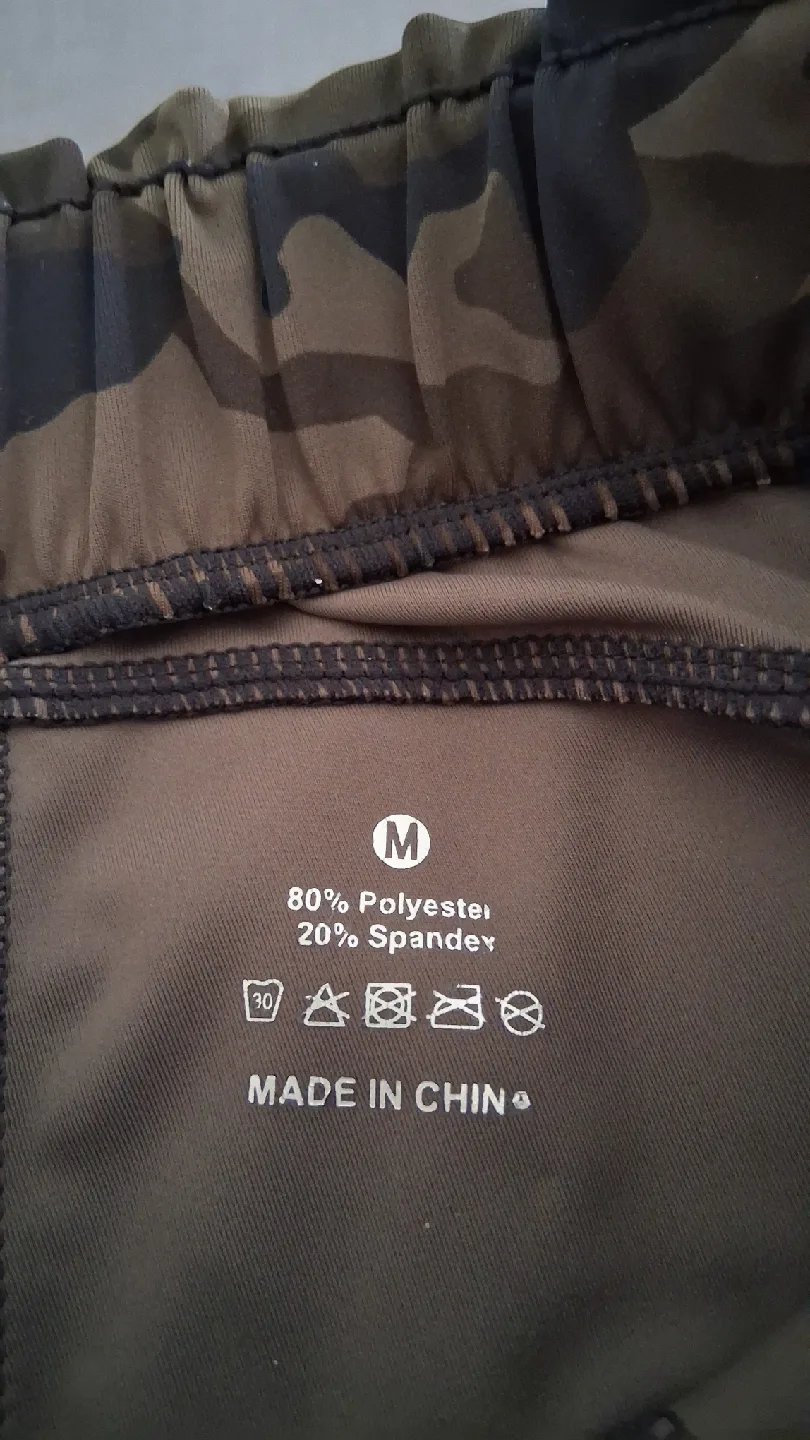 M
80% Polyester
20% Spandex
30
MADE IN CHINA